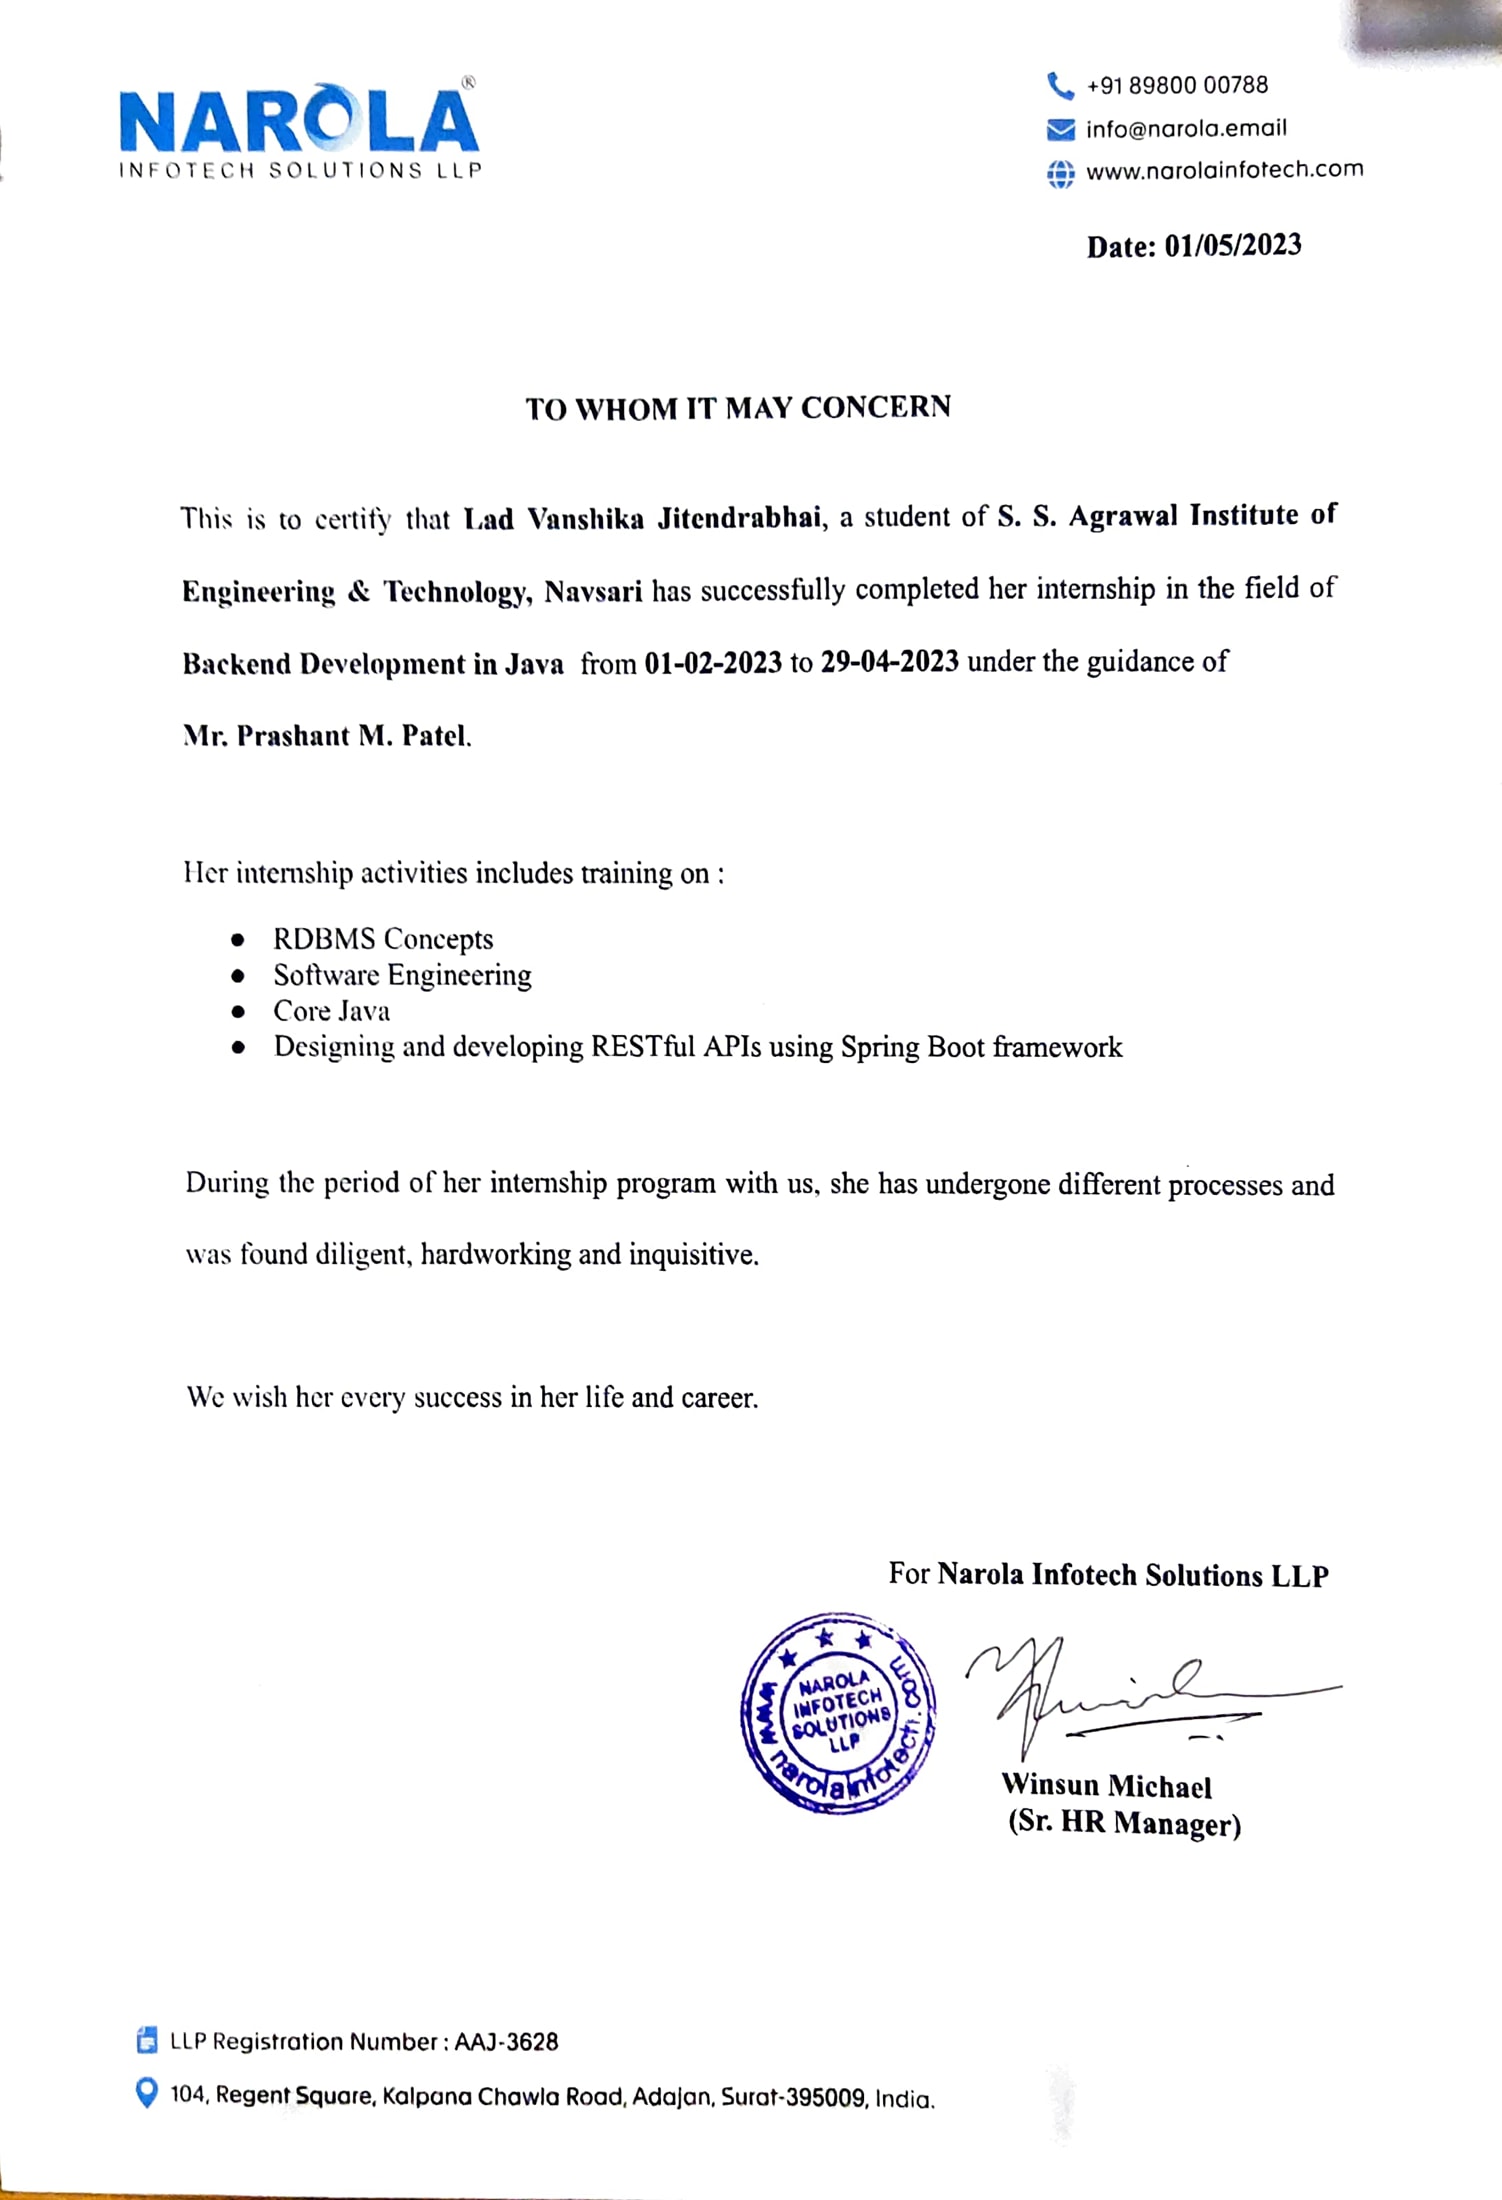 NAROLA®
INFOTECH SOLUTIONS LLP
+91 89800 00788
info@narola.email
www.narolainfotech.com
Date: 01/05/2023
TO WHOM IT MAY CONCERN
This is to certify that Lad Vanshika Jitendrabhai, a student of S. S. Agrawal Institute of
Engineering & Technology, Navsari has successfully completed her internship in the field of
Backend Development in Java from 01-02-2023 to 29-04-2023 under the guidance of
Mr. Prashant M. Patel.
Her internship activities includes training on :
● RDBMS Concepts
● Software Engineering
● Core Java
● Designing and developing RESTful APIs using Spring Boot framework
During the period of her internship program with us, she has undergone different processes and
was found diligent, hardworking and inquisitive.
We wish her every success in her life and career.
For Narola Infotech Solutions LLP
www.narolainfotech.com
NAROLA
INFOTECH
SOLUTIONS
LLP
Winsun Michael
(Sr. HR Manager)
LLP Registration Number : AAJ-3628
104, Regent Square, Kalpana Chawla Road, Adajan, Surat-395009, India.